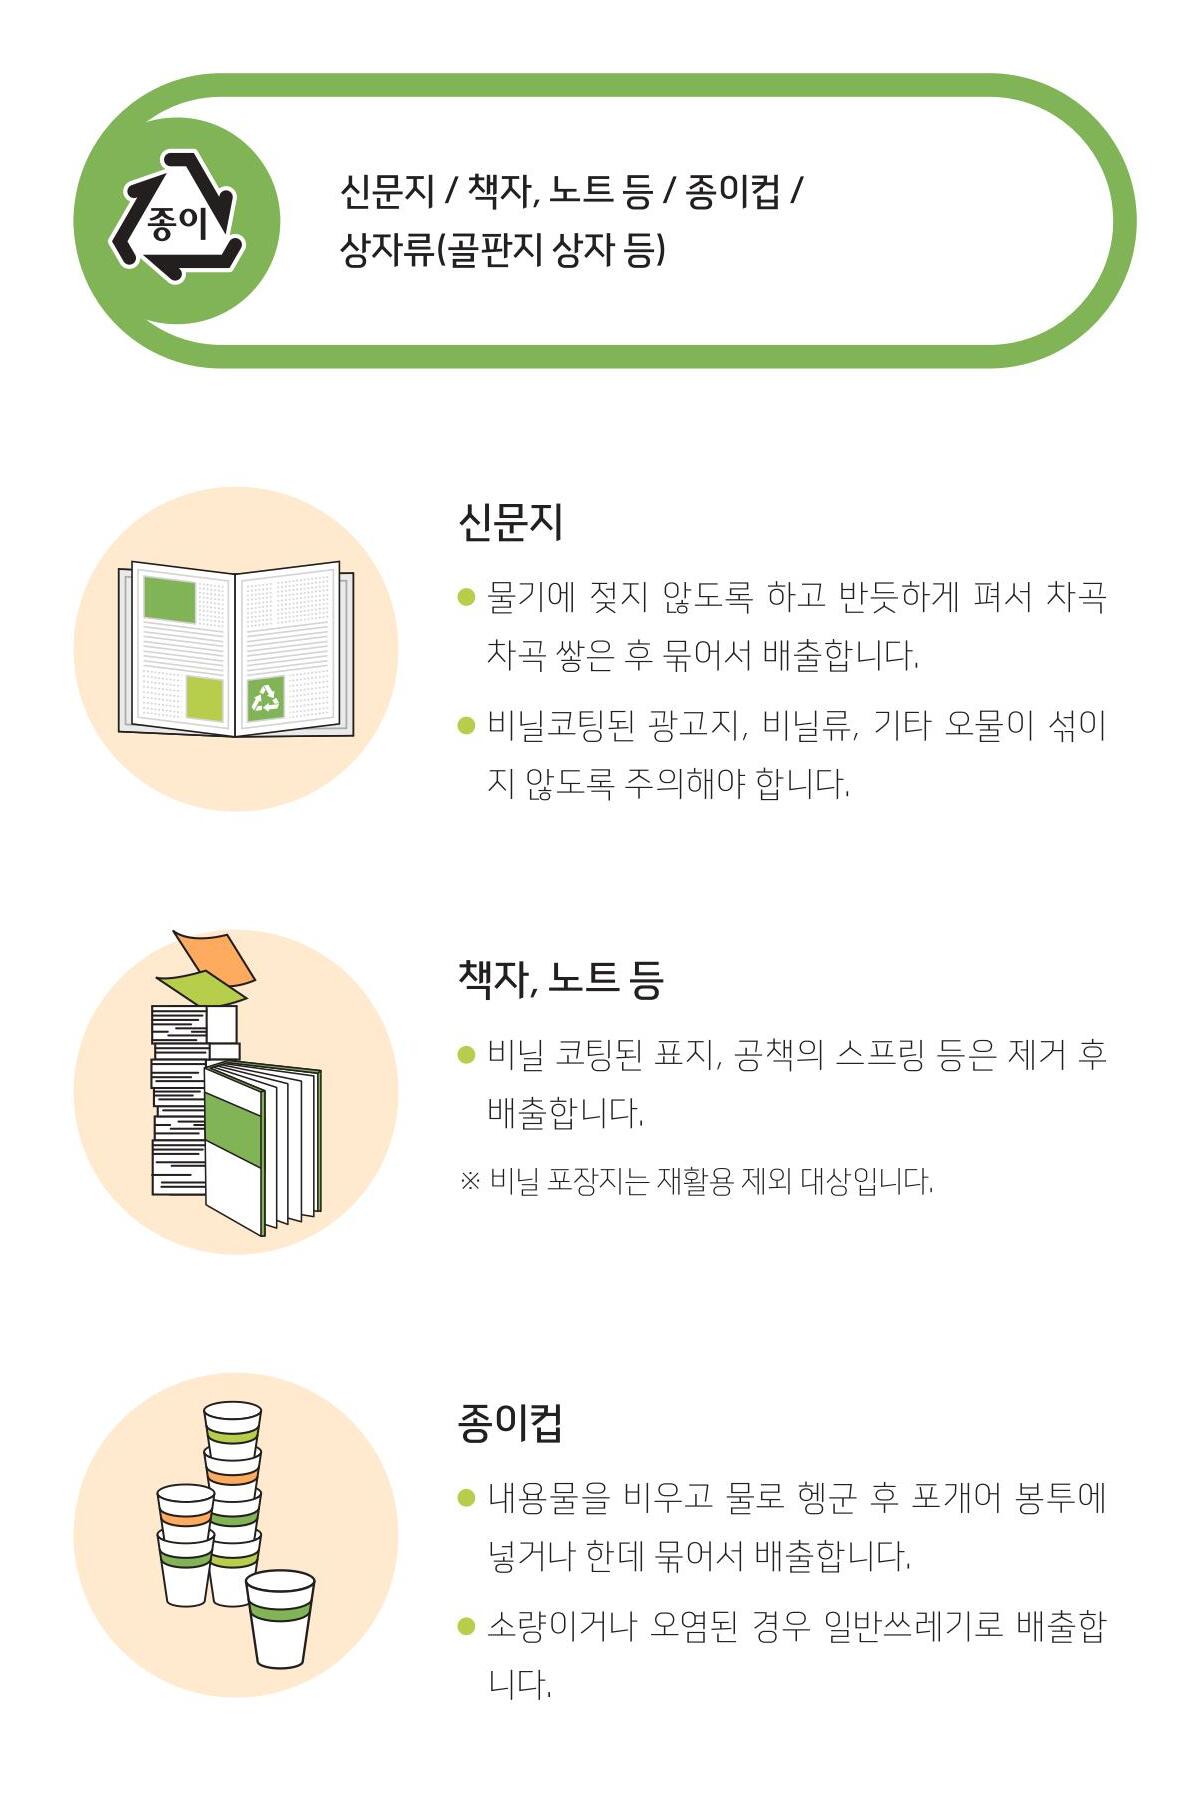 종이
신문지 / 책자, 노트 등 / 종이컵 /
상자류(골판지 상자 등)
신문지
● 물기에 젖지 않도록 하고 반듯하게 펴서 차곡
차곡 쌓은 후 묶어서 배출합니다.
● 비닐코팅된 광고지, 비닐류, 기타 오물이 섞이
지 않도록 주의해야 합니다.
책자, 노트 등
● 비닐 코팅된 표지, 공책의 스프링 등은 제거 후
배출합니다.
※ 비닐 포장지는 재활용 제외 대상입니다.
종이컵
● 내용물을 비우고 물로 헹군 후 포개어 봉투에
넣거나 한데 묶어서 배출합니다.
● 소량이거나 오염된 경우 일반쓰레기로 배출합
니다.